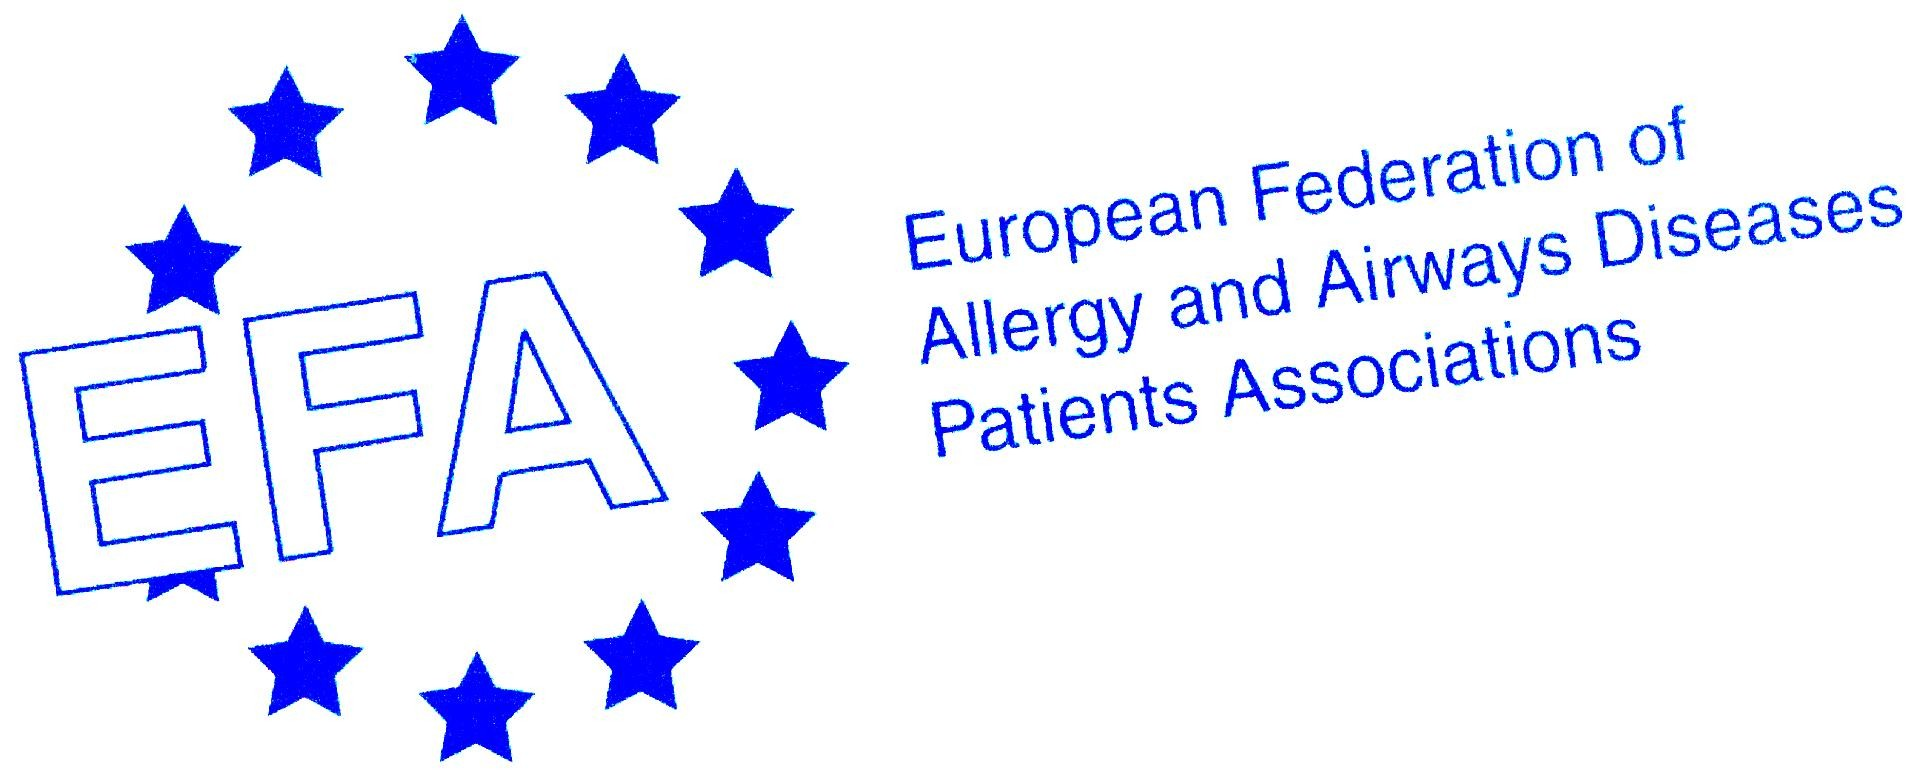 EFA
European Federation of
Allergy and Airways Diseases
Patients Associations